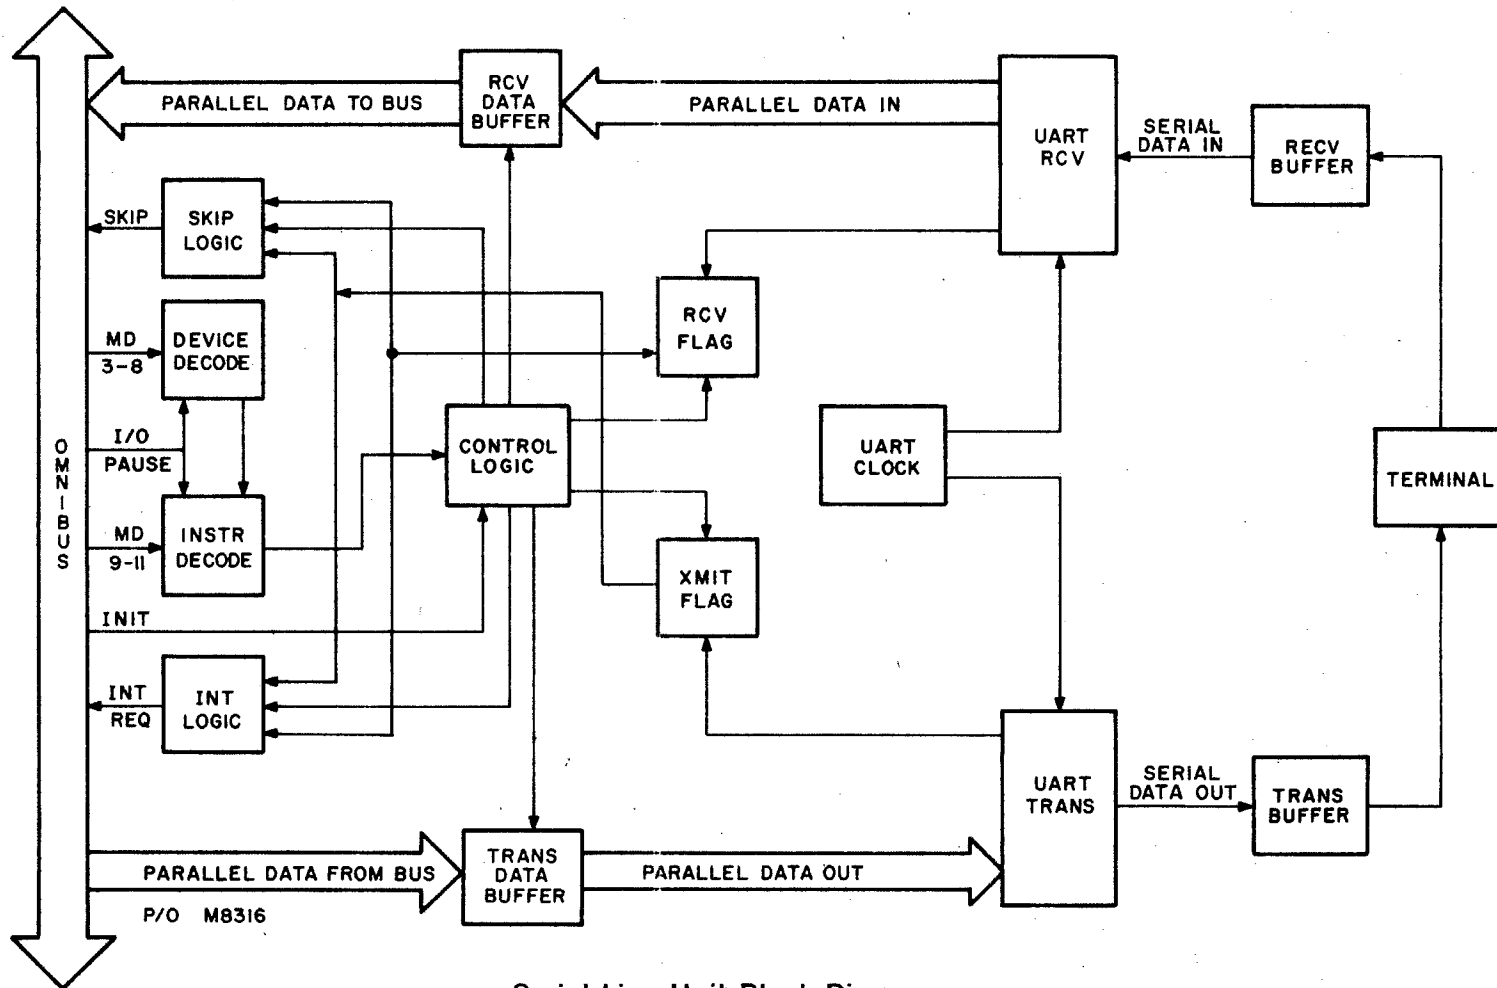 RCV
DATA
BUFFER
PARALLEL DATA TO BUS
PARALLEL DATA IN
UART
RCV
SERIAL
DATA IN
RECV
BUFFER
SKIP
SKIP
LOGIC
RCV
FLAG
MD
3-8
DEVICE
DECODE
I/O
PAUSE
CONTROL
LOGIC
UART
CLOCK
TERMINAL
OMNIBUS
MD
9-11
INSTR
DECODE
XMIT
FLAG
INIT
INT
REQ
INT
LOGIC
UART
TRANS
SERIAL
DATA OUT
TRANS
BUFFER
PARALLEL DATA FROM BUS
TRANS
DATA
BUFFER
PARALLEL DATA OUT
P/O M8316